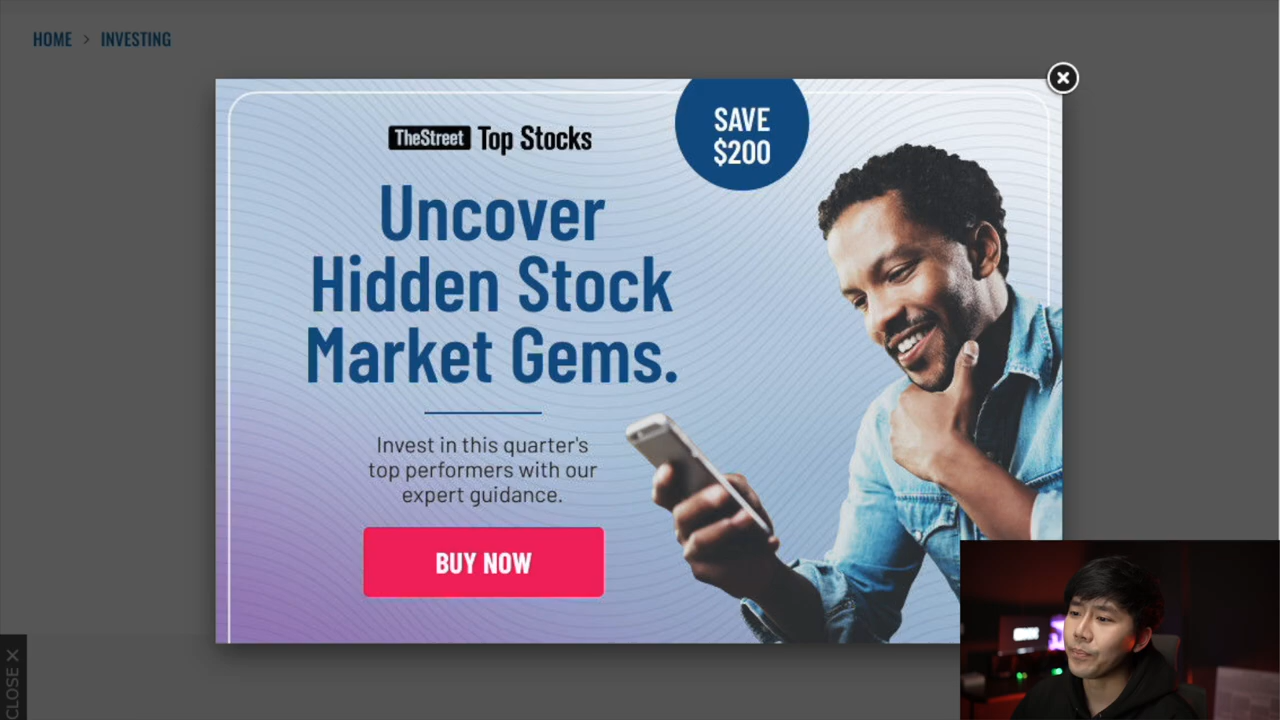 HOME > INVESTING
SAVE
$200
TheStreet Top Stocks
Uncover
Hidden Stock
Market Gems.
Invest in this quarter's
top performers with our
expert guidance.
BUY NOW
CLOSE X